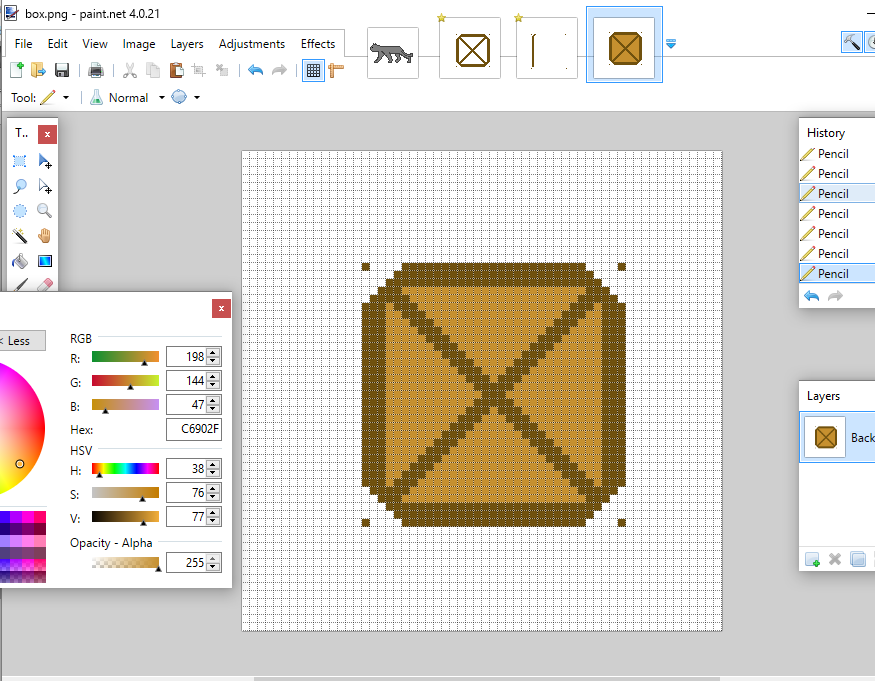 box.png - paint.net 4.0.21
File Edit View Image Layers Adjustments Effects
Tool: Normal
T..
History
Pencil
Pencil
Pencil
Pencil
Pencil
Pencil
Pencil
< Less
RGB
R: 198
G: 144
B: 47
Hex: C6902F
HSV
H: 38
S: 76
V: 77
Opacity - Alpha
255
Layers
Back